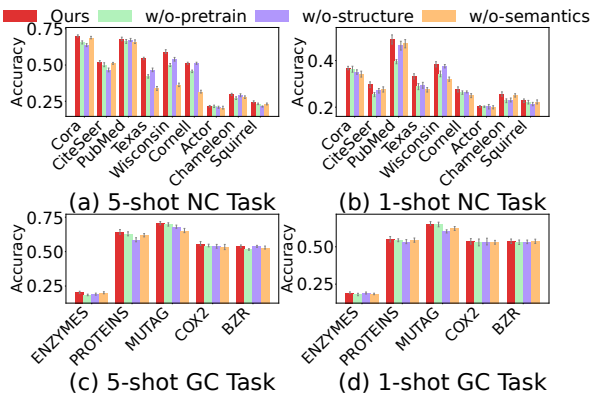 Ours w/o-pretrain w/o-structure w/o-semantics
Accuracy
0.75
0.50
0.25
Cora
CiteSeer
PubMed
Texas
Wisconsin
Cornell
Actor
Chameleon
Squirrel
(a) 5-shot NC Task
Accuracy
0.4
0.2
Cora
CiteSeer
PubMed
Texas
Wisconsin
Cornell
Actor
Chameleon
Squirrel
(b) 1-shot NC Task
Accuracy
0.75
0.50
0.25
ENZYMES
PROTEINS
MUTAG
COX2
BZR
(c) 5-shot GC Task
Accuracy
0.50
0.25
ENZYMES
PROTEINS
MUTAG
COX2
BZR
(d) 1-shot GC Task